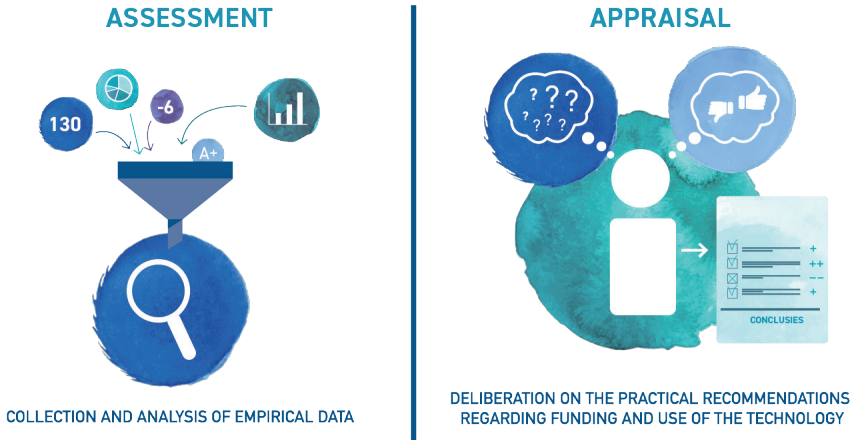 ASSESSMENT
130
-6
A+
COLLECTION AND ANALYSIS OF EMPIRICAL DATA
APPRAISAL
? ? ?
? ? ? ?
+
++
--
+
CONCLUSIES
DELIBERATION ON THE PRACTICAL RECOMMENDATIONS
REGARDING FUNDING AND USE OF THE TECHNOLOGY